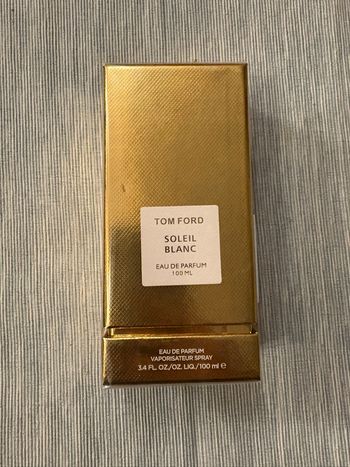 TOM FORD
SOLEIL
BLANC
EAU DE PARFUM
100 ML
EAU DE PARFUM
VAPORISATEUR SPRAY
3.4 FL. OZ./OZ. LIQ./100 ml ℮